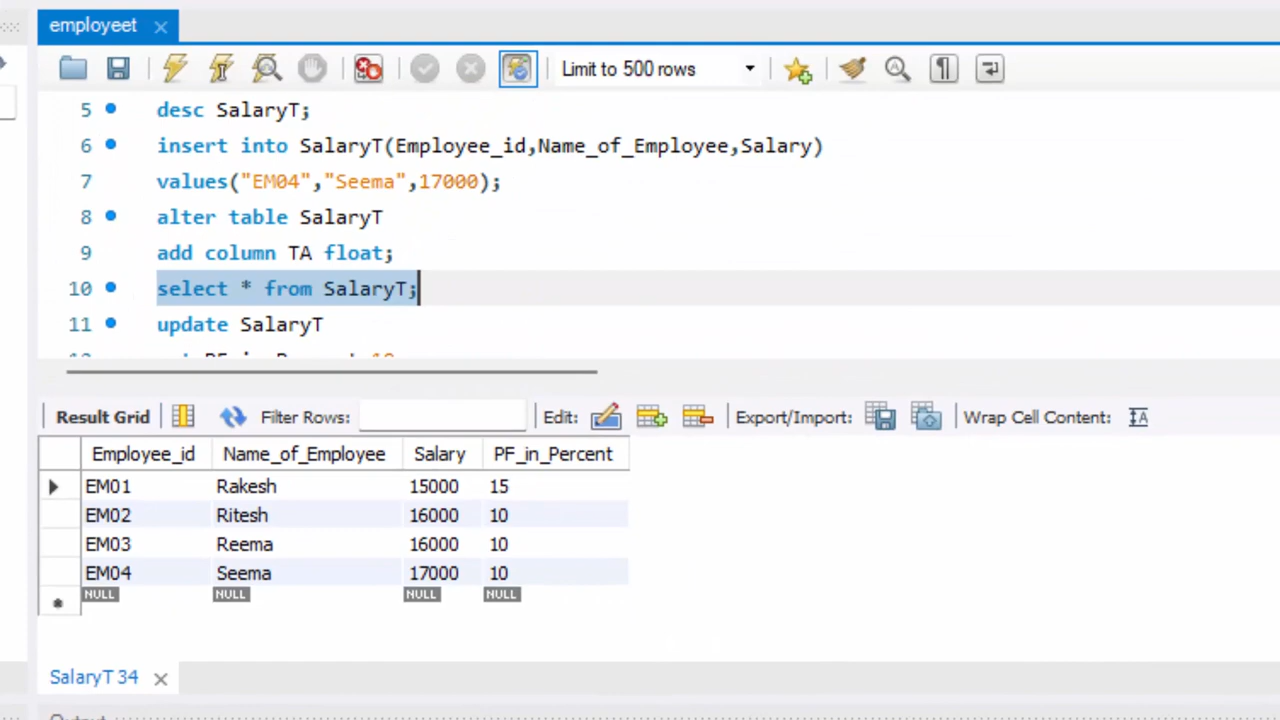 employeet
Limit to 500 rows
5 desc SalaryT;
6 insert into SalaryT(Employee_id,Name_of_Employee,Salary)
7 values("EM04","Seema",17000);
8 alter table SalaryT
9 add column TA float;
10 select * from SalaryT;
11 update SalaryT
Result Grid Filter Rows: Edit: Export/Import: Wrap Cell Content:
Employee_id Name_of_Employee Salary PF_in_Percent
EM01 Rakesh 15000 15
EM02 Ritesh 16000 10
EM03 Reema 16000 10
EM04 Seema 17000 10
NULL NULL NULL NULL
SalaryT 34